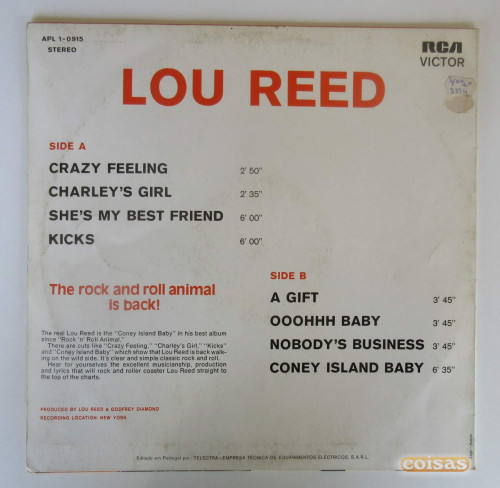 APL 1-0915
STEREO
RCA
VICTOR
LOU REED
SIDE A
CRAZY FEELING 2' 50"
CHARLEY'S GIRL 2' 35"
SHE'S MY BEST FRIEND 6' 00"
KICKS 6' 00"
The rock and roll animal
is back!
The real Lou Reed is the "Coney Island Baby" in his best album
since "Rock 'n' Roll Animal."
There are cuts like "Crazy Feeling," "Charley's Girl," "Kicks"
and "Coney Island Baby" which show that Lou Reed is back walk-
ing on the wild side. It's clear and simple classic rock and roll.
Hear for yourselves the excellent musicianship, production
and lyrics that will rock and roller coaster Lou Reed straight to
the top of the charts.
PRODUCED BY LOU REED & GODFREY DIAMOND
RECORDING LOCATION: NEW YORK
SIDE B
A GIFT 3' 45"
OOOHHH BABY 3' 45"
NOBODY'S BUSINESS 3' 45"
CONEY ISLAND BABY 6' 35"
Editado em Portugal por: TELECTRA-EMPRESA TÉCNICA DE EQUIPAMENTOS ELÉCTRICOS, S.A.R.L.
coisas